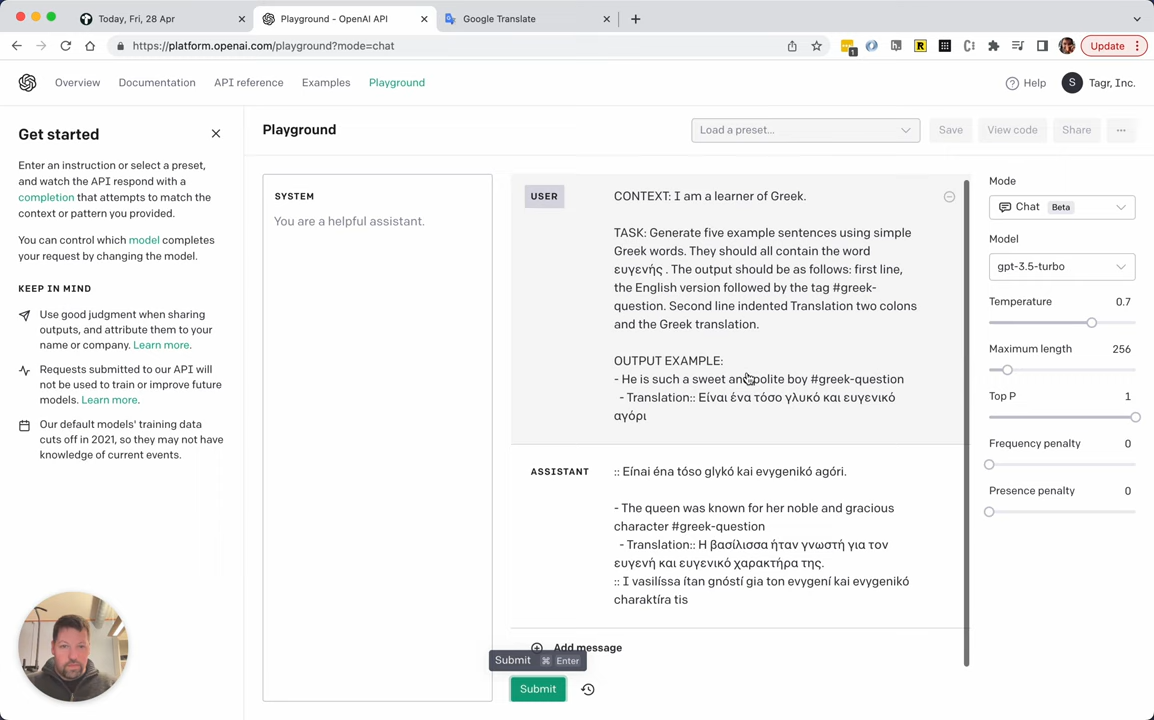 Today, Fri, 28 Apr
Playground - OpenAI API
Google Translate
https://platform.openai.com/playground?mode=chat
1
R
Update
Overview
Documentation
API reference
Examples
Playground
Help
S
Tagr, Inc.
Get started
Playground
Load a preset...
Save
View code
Share
Enter an instruction or select a preset,
and watch the API respond with a
completion that attempts to match the
context or pattern you provided.
You can control which model completes
your request by changing the model.
KEEP IN MIND
Use good judgment when sharing
outputs, and attribute them to your
name or company. Learn more.
Requests submitted to our API will
not be used to train or improve future
models. Learn more.
Our default models' training data
cuts off in 2021, so they may not have
knowledge of current events.
SYSTEM
You are a helpful assistant.
USER
CONTEXT: I am a learner of Greek.
TASK: Generate five example sentences using simple
Greek words. They should all contain the word
ευγενής . The output should be as follows: first line,
the English version followed by the tag #greek-
question. Second line indented Translation two colons
and the Greek translation.
OUTPUT EXAMPLE:
- He is such a sweet and polite boy #greek-question
- Translation:: Είναι ένα τόσο γλυκό και ευγενικό
αγόρι
ASSISTANT
:: Eínai éna tóso glykó kai evygenikó agóri.
- The queen was known for her noble and gracious
character #greek-question
- Translation:: Η βασίλισσα ήταν γνωστή για τον
ευγενή και ευγενικό χαρακτήρα της.
:: I vasilíssa ítan gnóstí gia ton evygení kai evygenikó
charaktíra tis
Add message
Submit ⌘ Enter
Submit
Mode
Chat Beta
Model
gpt-3.5-turbo
Temperature 0.7
Maximum length 256
Top P 1
Frequency penalty 0
Presence penalty 0